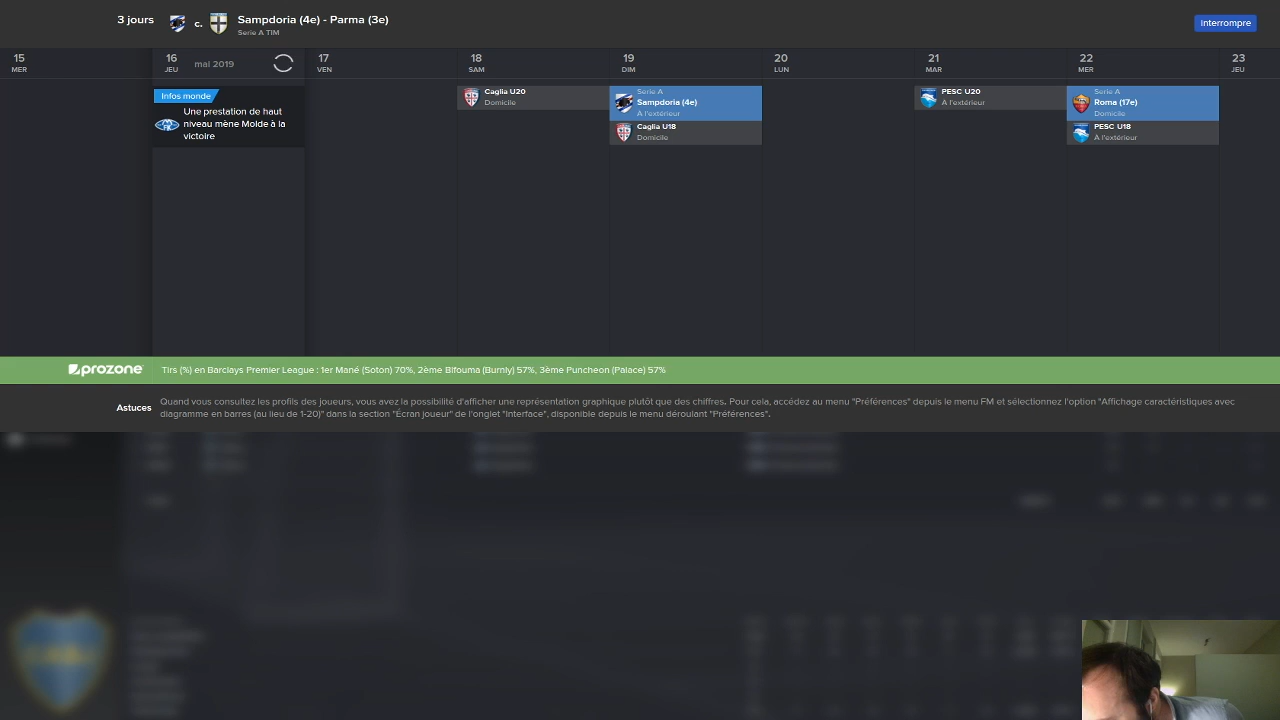 3 jours
c.
Sampdoria (4e) - Parma (3e)
Serie A TIM
Interrompre
15
MER
16
JEU
mai 2019
17
VEN
18
SAM
19
DIM
20
LUN
21
MAR
22
MER
23
JEU
Infos monde
Une prestation de haut
niveau mène Molde à la
victoire
Caglia U20
Domicile
Serie A
Sampdoria (4e)
À l'extérieur
Caglia U18
Domicile
PESC U20
À l'extérieur
Serie A
Roma (17e)
Domicile
PESC U18
À l'extérieur
prozone
Tirs (%) en Barclays Premier League : 1er Mané (Soton) 70%, 2ème Bifouma (Burnly) 57%, 3ème Puncheon (Palace) 57%
Astuces
Quand vous consultez les profils des joueurs, vous avez la possibilité d'afficher une représentation graphique plutôt que des chiffres. Pour cela, accédez au menu "Préférences" depuis le menu FM et sélectionnez l'option "Affichage caractéristiques avec
diagramme en barres (au lieu de 1-20)" dans la section "Écran joueur" de l'onglet "Interface", disponible depuis le menu déroulant "Préférences".